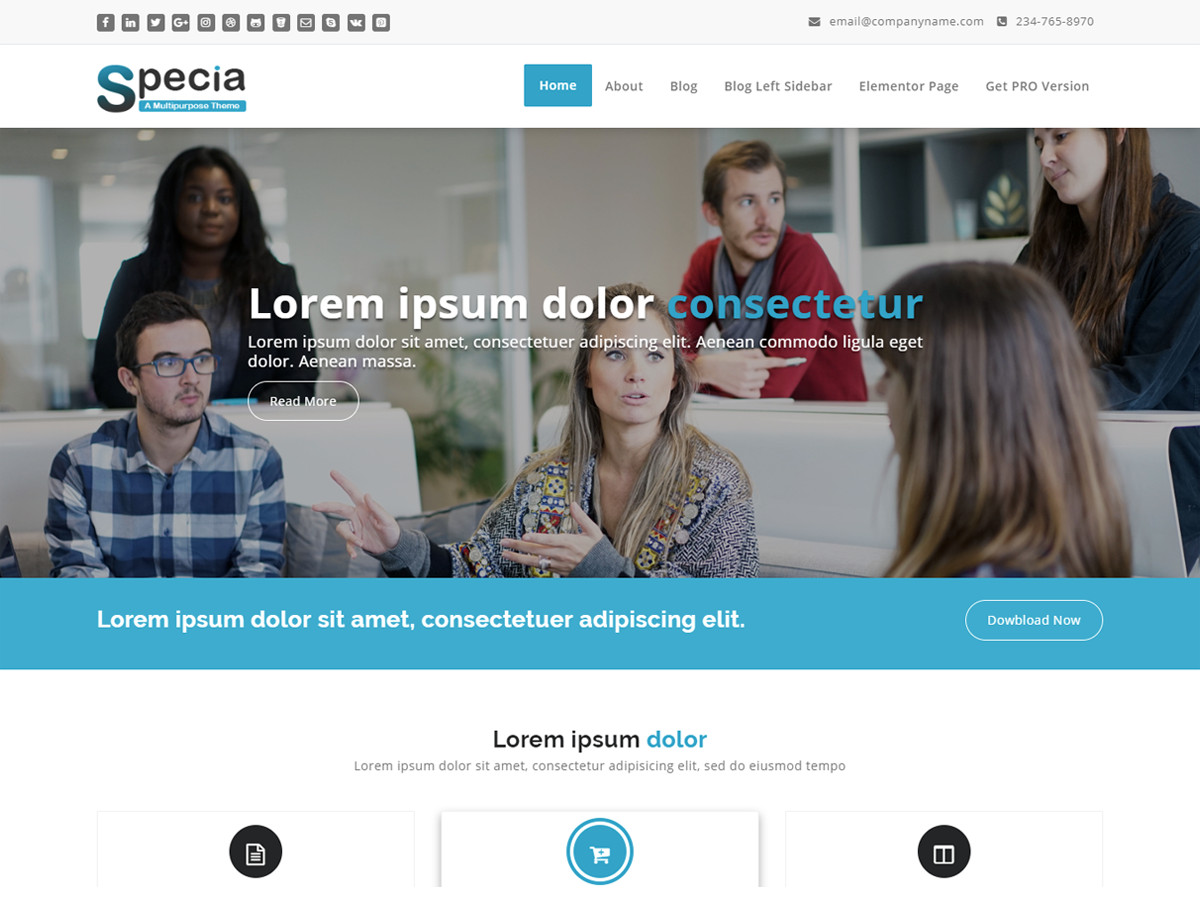 email@companyname.com 234-765-8970
Specia
A Multipurpose Theme
Home About Blog Blog Left Sidebar Elementor Page Get PRO Version
Lorem ipsum dolor consectetur
Lorem ipsum dolor sit amet, consectetuer adipiscing elit. Aenean commodo ligula eget
dolor. Aenean massa.
Read More
Lorem ipsum dolor sit amet, consectetuer adipiscing elit.
Dowbload Now
Lorem ipsum dolor
Lorem ipsum dolor sit amet, consectetur adipisicing elit, sed do eiusmod tempo